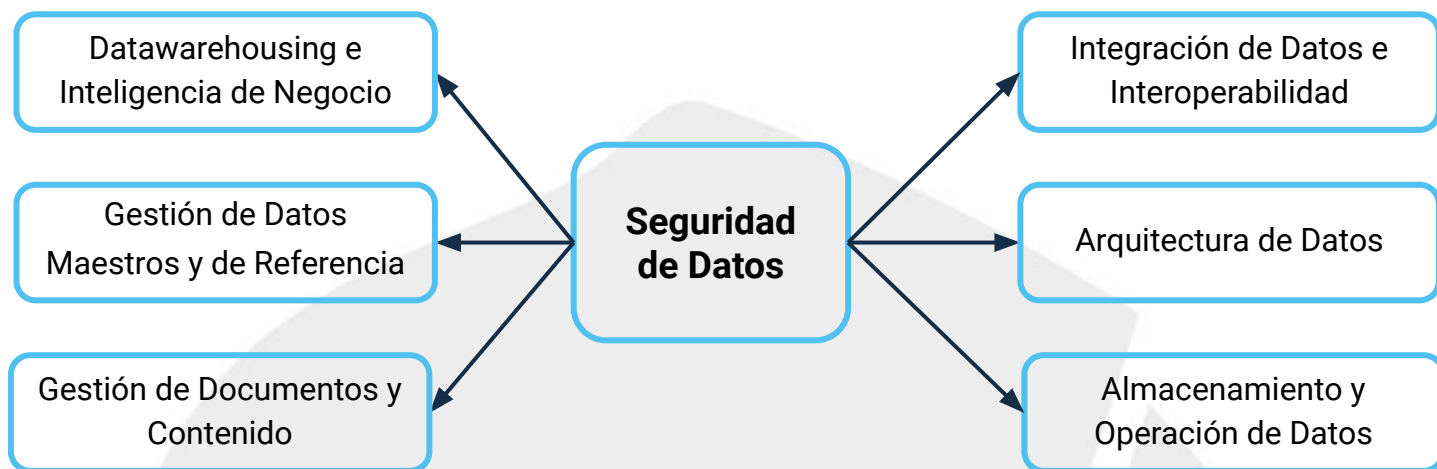 Datawarehousing e
Inteligencia de Negocio
Gestión de Datos
Maestros y de Referencia
Gestión de Documentos y
Contenido
Seguridad
de Datos
Integración de Datos e
Interoperabilidad
Arquitectura de Datos
Almacenamiento y
Operación de Datos